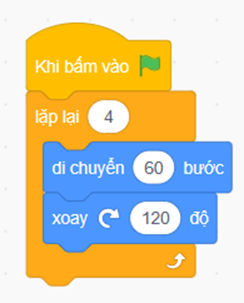 Khi bấm vào
lặp lại 4
di chuyển 60 bước
xoay 120 độ